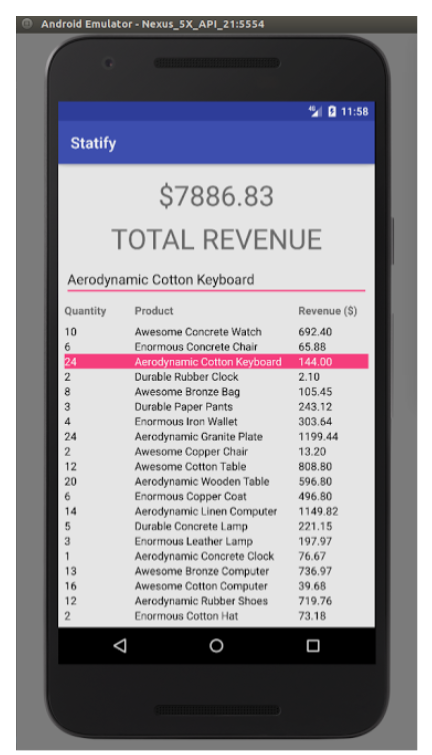 Android Emulator - Nexus_5X_API_21:5554
4G 11:58
Statify
$7886.83
TOTAL REVENUE
Aerodynamic Cotton Keyboard
Quantity Product Revenue ($)
10 Awesome Concrete Watch 692.40
6 Enormous Concrete Chair 65.88
24 Aerodynamic Cotton Keyboard 144.00
2 Durable Rubber Clock 2.10
8 Awesome Bronze Bag 105.45
3 Durable Paper Pants 243.12
4 Enormous Iron Wallet 303.64
24 Aerodynamic Granite Plate 1199.44
2 Awesome Copper Chair 13.20
12 Awesome Cotton Table 808.80
20 Aerodynamic Wooden Table 596.80
6 Enormous Copper Coat 496.80
14 Aerodynamic Linen Computer 1149.82
5 Durable Concrete Lamp 221.15
3 Enormous Leather Lamp 197.97
1 Aerodynamic Concrete Clock 76.67
13 Awesome Bronze Computer 736.97
16 Awesome Cotton Computer 39.68
12 Aerodynamic Rubber Shoes 719.76
2 Enormous Cotton Hat 73.18